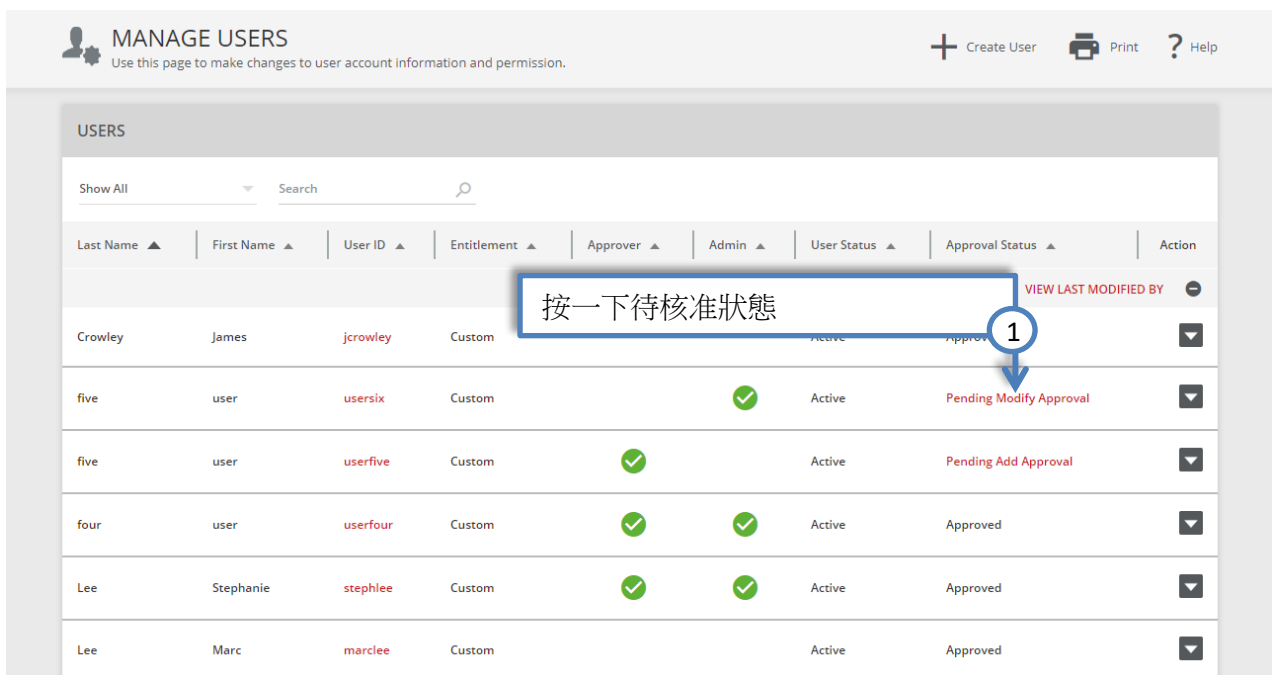 MANAGE USERS
Use this page to make changes to user account information and permission.
Create User Print ? Help
USERS
Show All Search
Last Name First Name User ID Entitlement Approver Admin User Status Approval Status Action
VIEW LAST MODIFIED BY
按一下待核准狀態
1
Crowley James jcrowley Custom Active Approved
five user usersix Custom Active Pending Modify Approval
five user userfive Custom Active Pending Add Approval
four user userfour Custom Active Approved
Lee Stephanie stephlee Custom Active Approved
Lee Marc marclee Custom Active Approved